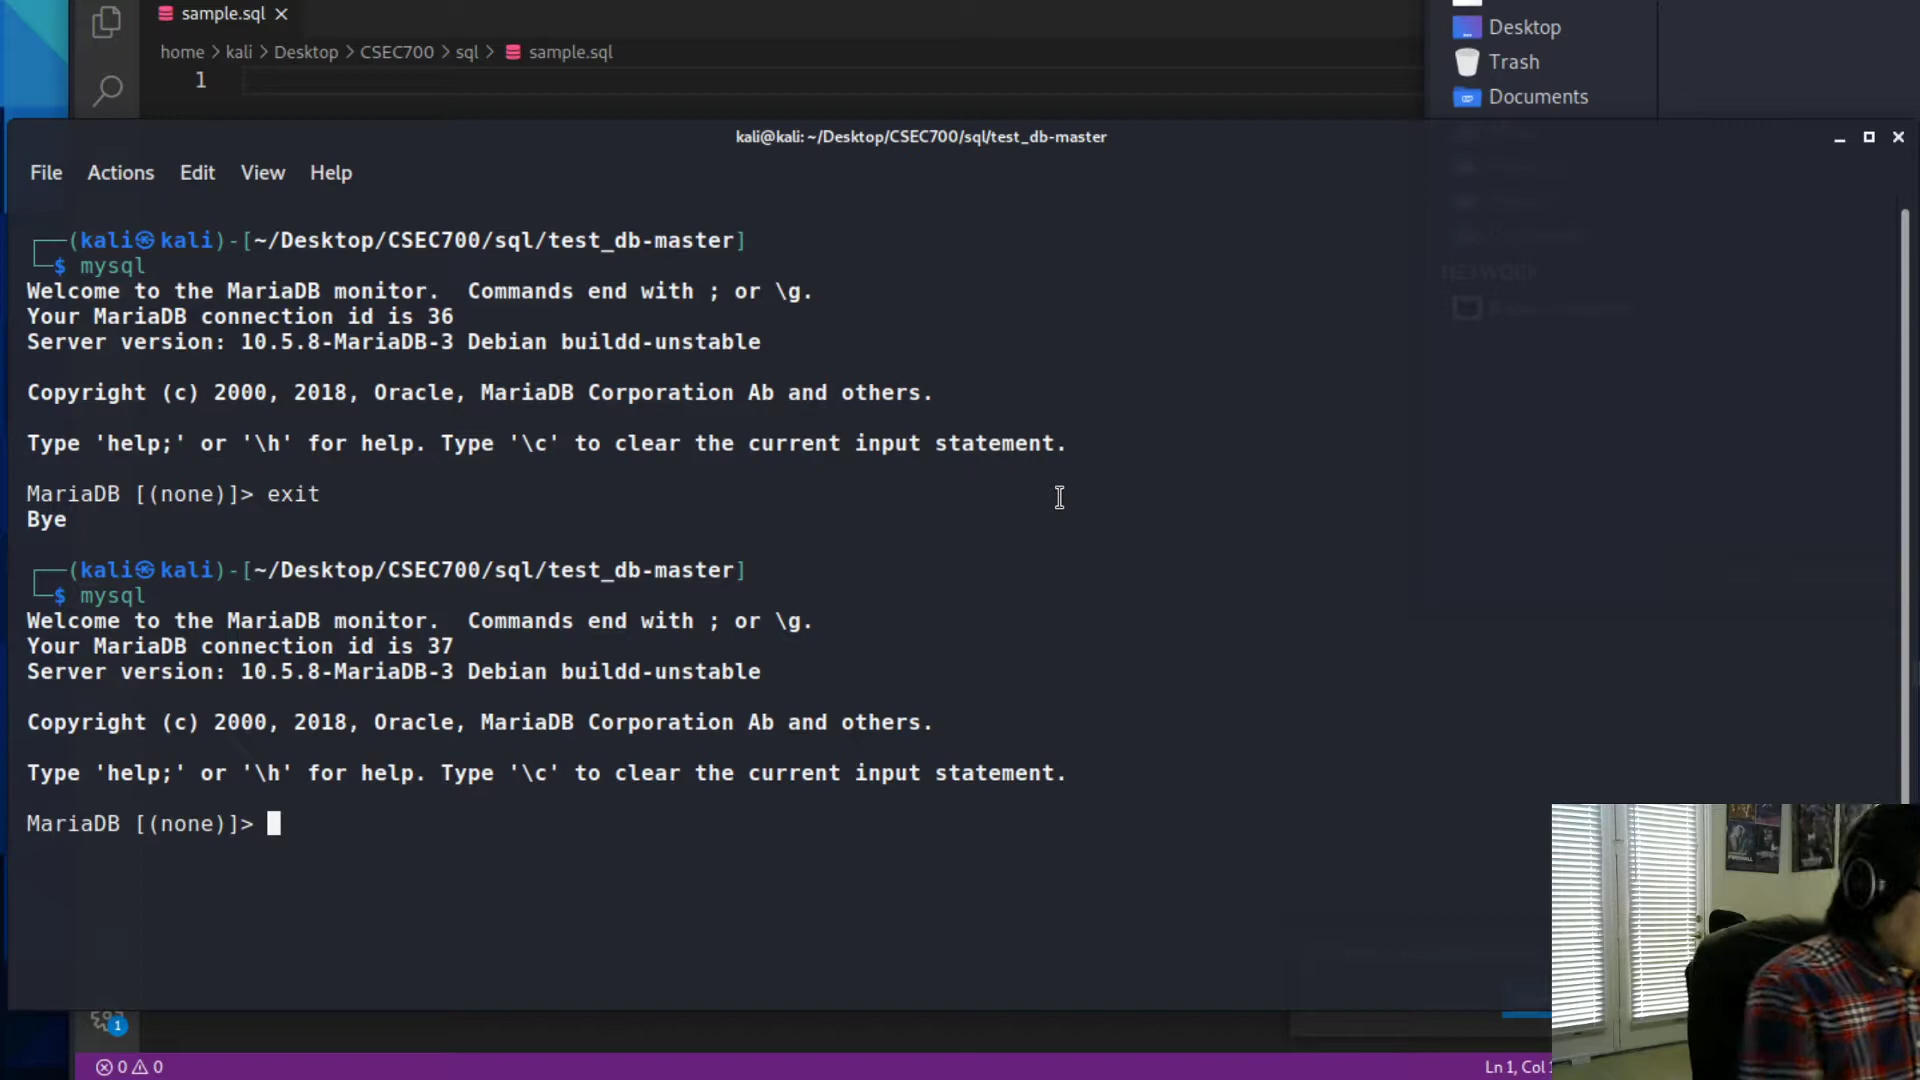 sample.sql
home > kali > Desktop > CSEC700 > sql > sample.sql
1
Desktop
Trash
Documents
kali@kali: ~/Desktop/CSEC700/sql/test_db-master
File Actions Edit View Help
(kali㉿kali)-[~/Desktop/CSEC700/sql/test_db-master]
$ mysql
Welcome to the MariaDB monitor.  Commands end with ; or \g.
Your MariaDB connection id is 36
Server version: 10.5.8-MariaDB-3 Debian buildd-unstable
Copyright (c) 2000, 2018, Oracle, MariaDB Corporation Ab and others.
Type 'help;' or '\h' for help. Type '\c' to clear the current input statement.
MariaDB [(none)]> exit
Bye
(kali㉿kali)-[~/Desktop/CSEC700/sql/test_db-master]
$ mysql
Welcome to the MariaDB monitor.  Commands end with ; or \g.
Your MariaDB connection id is 37
Server version: 10.5.8-MariaDB-3 Debian buildd-unstable
Copyright (c) 2000, 2018, Oracle, MariaDB Corporation Ab and others.
Type 'help;' or '\h' for help. Type '\c' to clear the current input statement.
MariaDB [(none)]>
NETWORK
1
0 0
Ln 1, Col